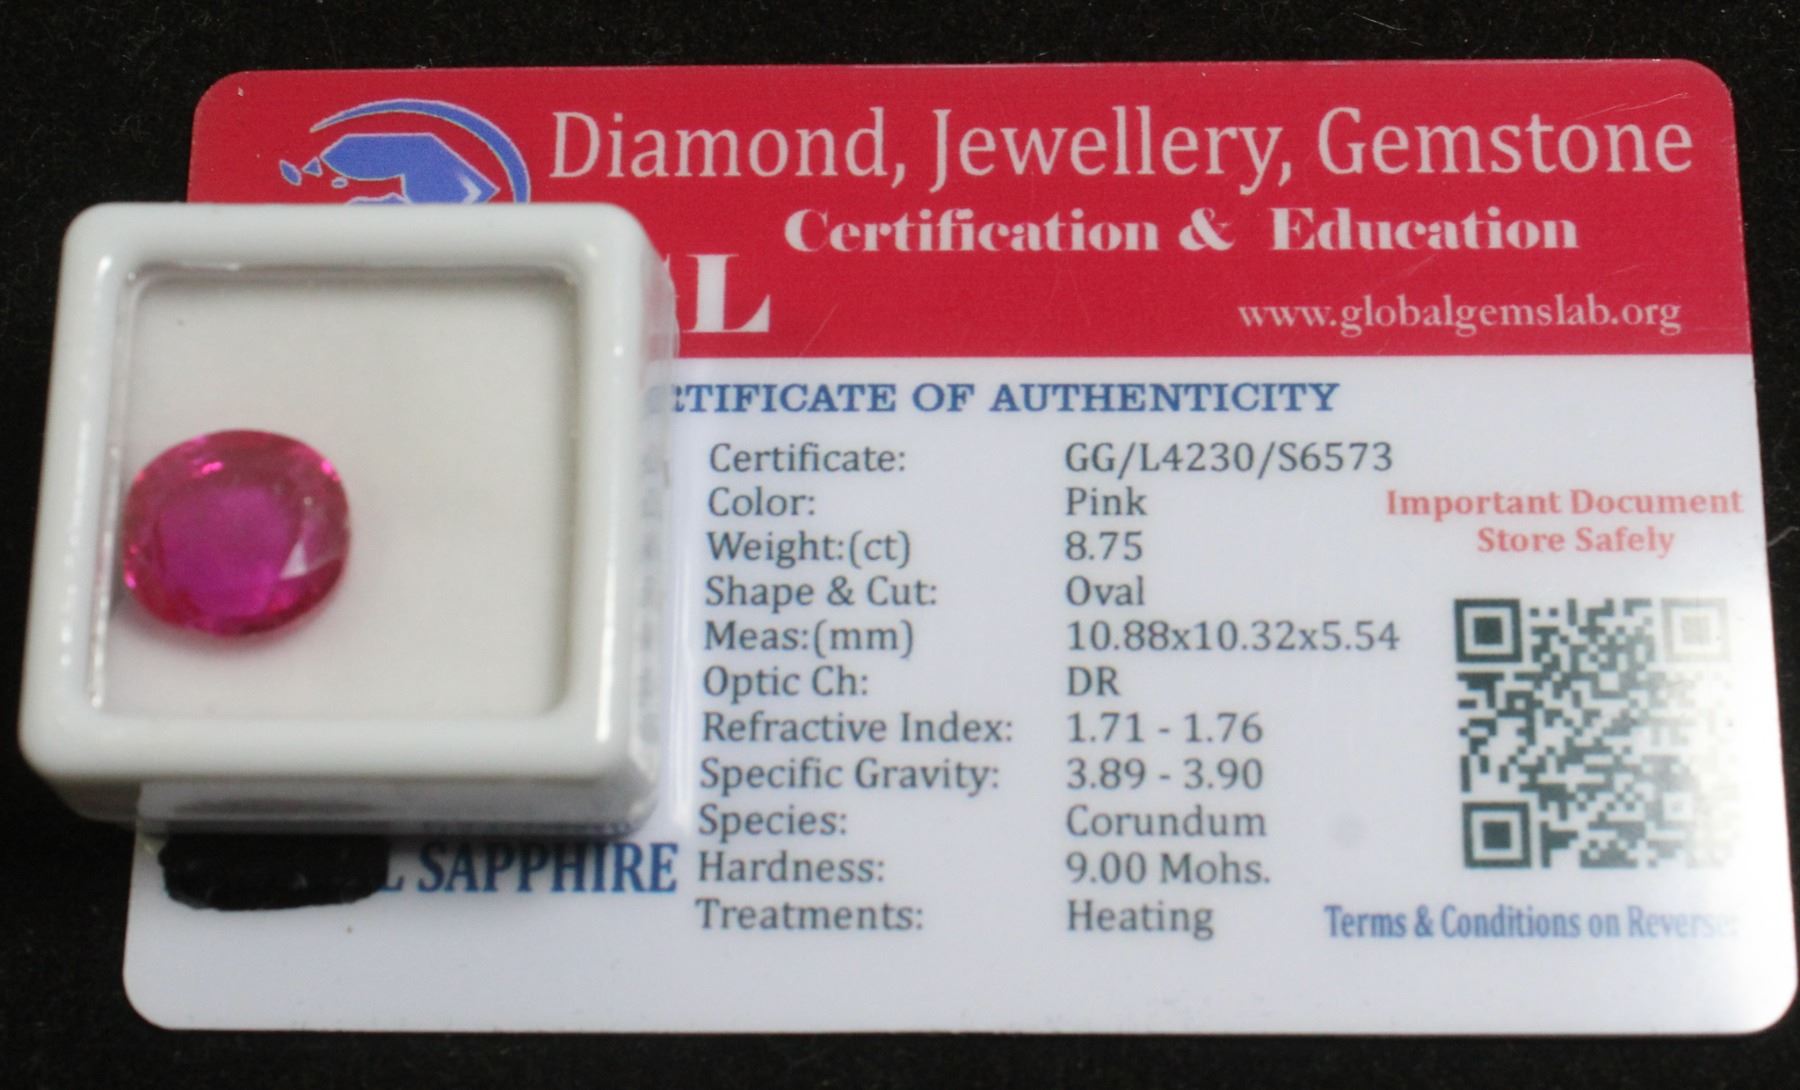 Diamond, Jewellery, Gemstone
Certification & Education
L
www.globalgemslab.org
RTIFICATE OF AUTHENTICITY
Certificate: GG/L4230/S6573
Color: Pink
Important Document
Weight:(ct) 8.75
Store Safely
Shape & Cut: Oval
Meas:(mm) 10.88x10.32x5.54
Optic Ch: DR
Refractive Index: 1.71 - 1.76
Specific Gravity: 3.89 - 3.90
Species: Corundum
L SAPPHIRE
Hardness: 9.00 Mohs.
Treatments: Heating
Terms & Conditions on Reverse